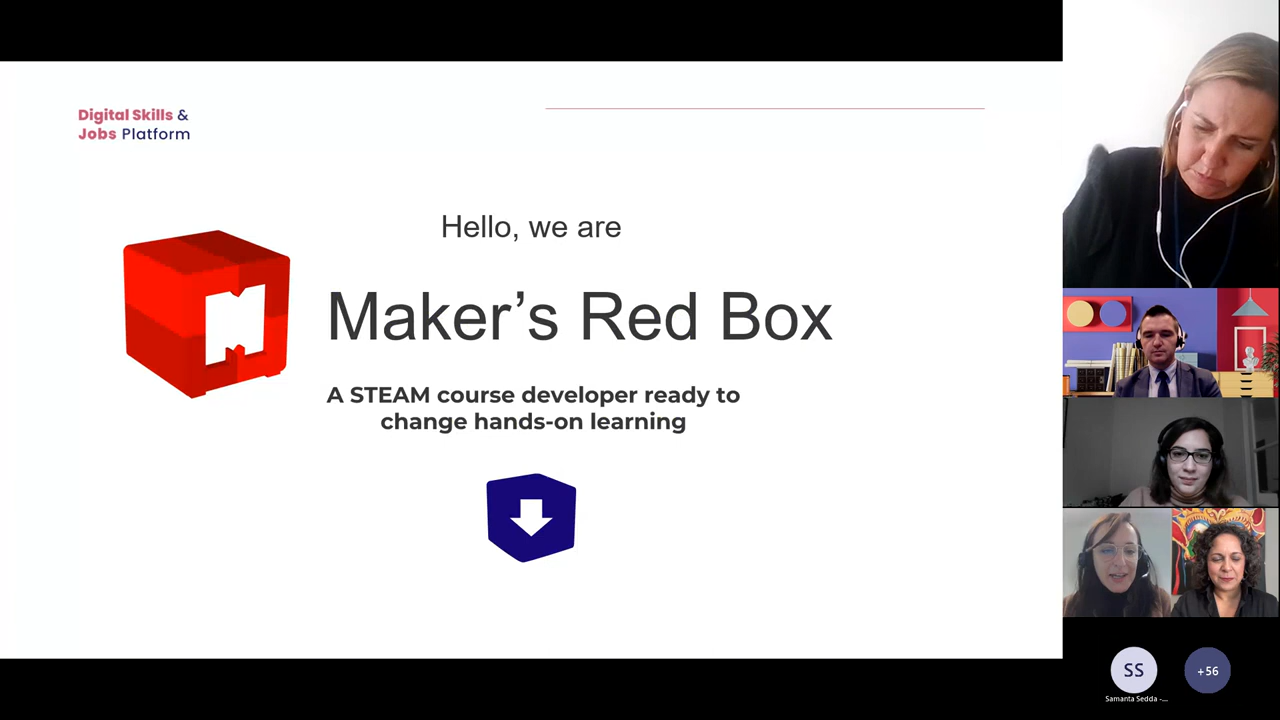 Digital Skills &
Jobs Platform
Hello, we are
Maker's Red Box
A STEAM course developer ready to
change hands-on learning
SS
+56
Samanta Sedda -...